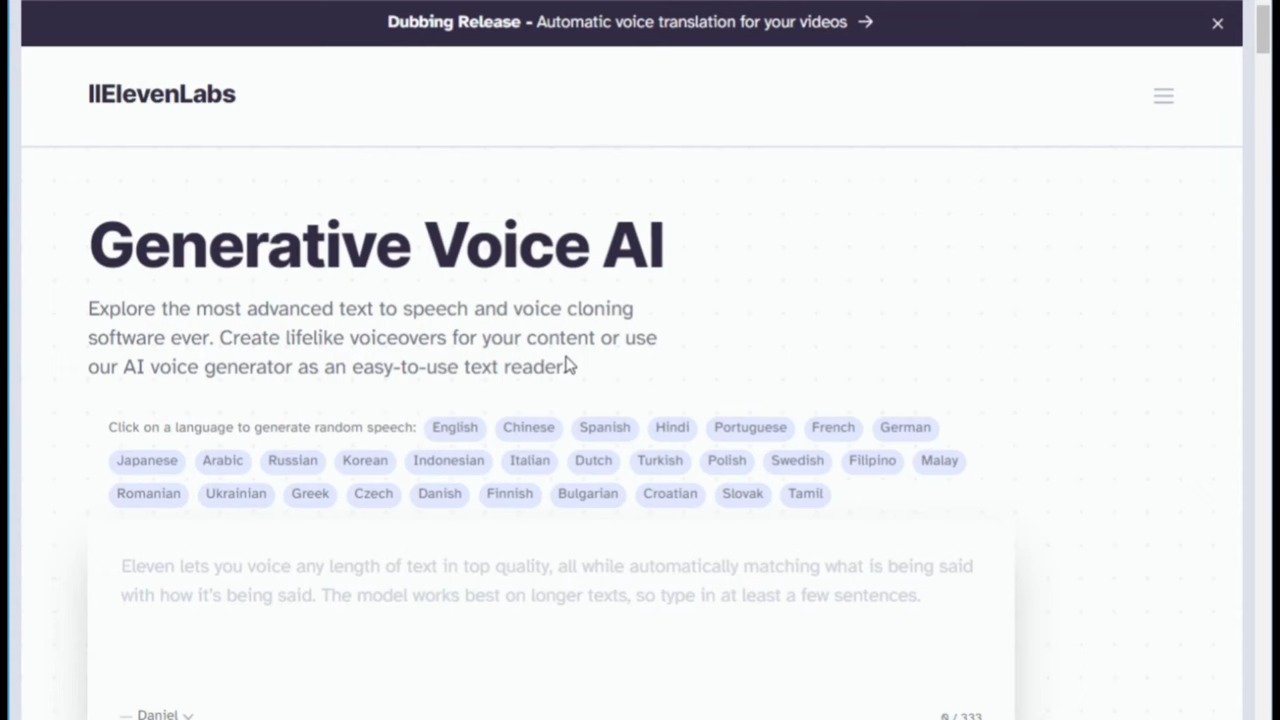 Dubbing Release - Automatic voice translation for your videos →
IIElevenLabs
Generative Voice AI
Explore the most advanced text to speech and voice cloning
software ever. Create lifelike voiceovers for your content or use
our AI voice generator as an easy-to-use text reader.
Click on a language to generate random speech: English Chinese Spanish Hindi Portuguese French German
Japanese Arabic Russian Korean Indonesian Italian Dutch Turkish Polish Swedish Filipino Malay
Romanian Ukrainian Greek Czech Danish Finnish Bulgarian Croatian Slovak Tamil
Eleven lets you voice any length of text in top quality, all while automatically matching what is being said
with how it's being said. The model works best on longer texts, so type in at least a few sentences.
— Daniel 0 / 333